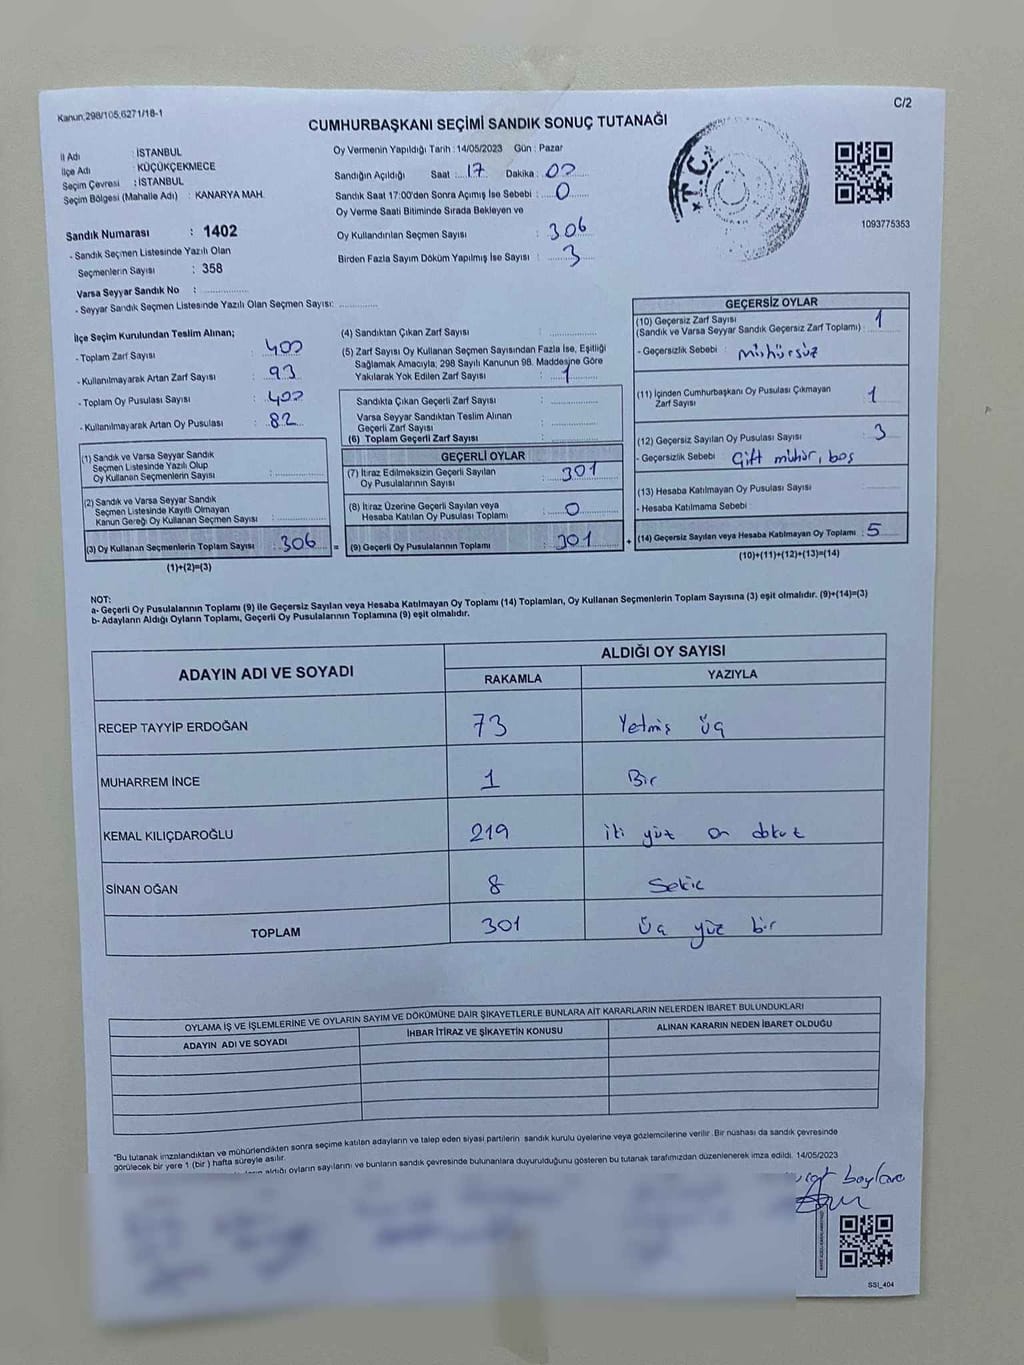 Kanun;298/105,6271/18-1
C/2
CUMHURBAŞKANI SEÇİMİ SANDIK SONUÇ TUTANAĞI
İl Adı : İSTANBUL
İlçe Adı : KÜÇÜKÇEKMECE
Seçim Çevresi : İSTANBUL
Seçim Bölgesi (Mahalle Adı) : KANARYA MAH.
Sandık Numarası : 1402
- Sandık Seçmen Listesinde Yazılı Olan
Seçmenlerin Sayısı : 358
Varsa Seyyar Sandık No :
- Seyyar Sandık Seçmen Listesinde Yazılı Olan Seçmen Sayısı:
Oy Vermenin Yapıldığı Tarih : 14/05/2023 Gün : Pazar
Sandığın Açıldığı Saat : 17 Dakika : 00
Sandık Saat 17:00'den Sonra Açımış İse Sebebi : 0
Oy Verme Saati Bitiminde Sırada Bekleyen ve
Oy Kullandırılan Seçmen Sayısı : 306
Birden Fazla Sayım Döküm Yapılmış İse Sayısı : 3
T.C.
1093775353
İlçe Seçim Kurulundan Teslim Alınan;
- Toplam Zarf Sayısı : 400
- Kullanılmayarak Artan Zarf Sayısı : 93
- Toplam Oy Pusulası Sayısı : 400
- Kullanılmayarak Artan Oy Pusulası : 82
(1) Sandık ve Varsa Seyyar Sandık
Seçmen Listesinde Yazılı Olup
Oy Kullanan Seçmenlerin Sayısı :
(2) Sandık ve Varsa Seyyar Sandık
Seçmen Listesinde Kayıtlı Olmayan
Kanun Gereği Oy Kullanan Seçmen Sayısı :
(3) Oy Kullanan Seçmenlerin Toplam Sayısı : 306 =
(1)+(2)=(3)
(4) Sandıktan Çıkan Zarf Sayısı :
(5) Zarf Sayısı Oy Kullanan Seçmen Sayısından Fazla İse, Eşitliği
Sağlamak Amacıyla; 298 Sayılı Kanunun 98. Maddesine Göre
Yakılarak Yok Edilen Zarf Sayısı : 1
Sandıkta Çıkan Geçerli Zarf Sayısı :
Varsa Seyyar Sandıktan Teslim Alınan
Geçerli Zarf Sayısı :
(6) Toplam Geçerli Zarf Sayısı :
GEÇERLİ OYLAR
(7) İtiraz Edilmeksizin Geçerli Sayılan
Oy Pusulalarının Sayısı : 301
(8) İtiraz Üzerine Geçerli Sayılan veya
Hesaba Katılan Oy Pusulası Toplamı : 0
(9) Geçerli Oy Pusulalarının Toplamı : 301 +
GEÇERSİZ OYLAR
(10) Geçersiz Zarf Sayısı
(Sandık ve Varsa Seyyar Sandık Geçersiz Zarf Toplamı) : 1
- Geçersizlik Sebebi : mühürsüz
(11) İçinden Cumhurbaşkanı Oy Pusulası Çıkmayan
Zarf Sayısı : 1
(12) Geçersiz Sayılan Oy Pusulası Sayısı : 3
- Geçersizlik Sebebi : Çift mühür, boş
(13) Hesaba Katılmayan Oy Pusulası Sayısı :
- Hesaba Katılmama Sebebi :
(14) Geçersiz Sayılan veya Hesaba Katılmayan Oy Toplamı : 5
(10)+(11)+(12)+(13)=(14)
NOT:
a- Geçerli Oy Pusulalarının Toplamı (9) ile Geçersiz Sayılan veya Hesaba Katılmayan Oy Toplamı (14) Toplamları, Oy Kullanan Seçmenlerin Toplam Sayısına (3) eşit olmalıdır. (9)+(14)=(3)
b- Adayların Aldığı Oyların Toplamı, Geçerli Oy Pusulalarının Toplamına (9) eşit olmalıdır.
ADAYIN ADI VE SOYADI
ALDIĞI OY SAYISI
RAKAMLA YAZIYLA
RECEP TAYYİP ERDOĞAN 73 Yetmiş üç
MUHARREM İNCE 1 Bir
KEMAL KILIÇDAROĞLU 219 iki yüz on dokuz
SİNAN OĞAN 8 Sekiz
TOPLAM 301 Üç yüz bir
OYLAMA İŞ VE İŞLEMLERİNE VE OYLARIN SAYIM VE DÖKÜMÜNE DAİR ŞİKAYETLERLE BUNLARA AİT KARARLARIN NELERDEN İBARET BULUNDUKLARI
ADAYIN ADI VE SOYADI İHBAR İTİRAZ VE ŞİKAYETİN KONUSU ALINAN KARARIN NEDEN İBARET OLDUĞU
*Bu tutanak imzalandıktan ve mühürlendikten sonra seçime katılan adayların ve talep eden siyasi partilerin sandık kurulu üyelerine veya gözlemcilerine verilir. Bir nüshası da sandık çevresinde
görülecek bir yere 1 (bir) hafta süreyle asılır.
aldığı oyların sayılarını ve bunların sandık çevresinde bulunanlara duyurulduğunu gösteren bu tutanak tarafımızdan düzenlenerek imza edildi. 14/05/2023
SSI_404